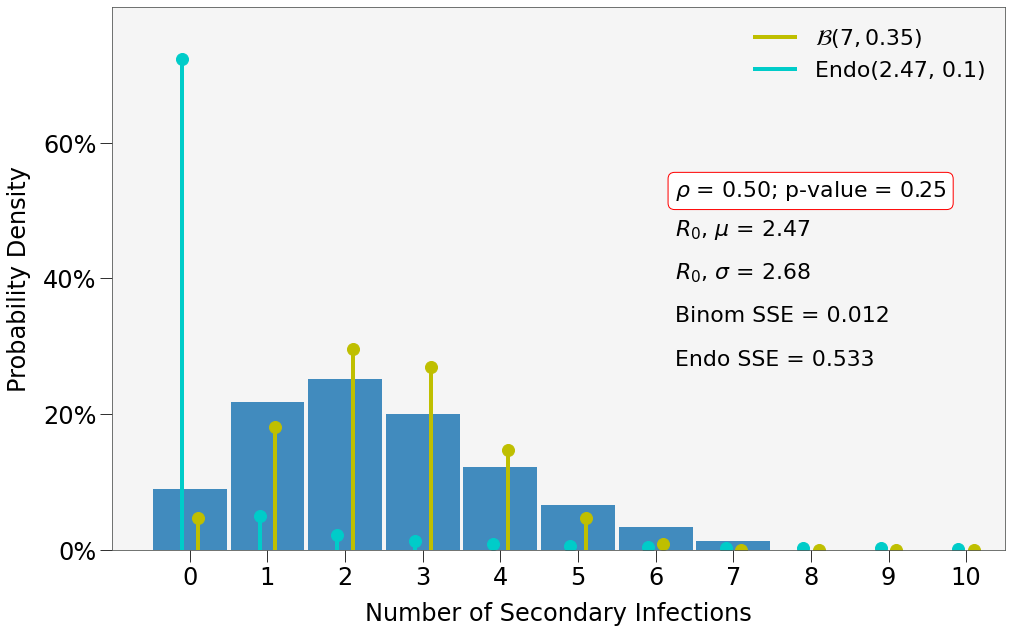 ℬ(7, 0.35)
Endo(2.47, 0.1)
60%
ρ = 0.50; p-value = 0.25
R₀, μ = 2.47
40%
R₀, σ = 2.68
Binom SSE = 0.012
Endo SSE = 0.533
20%
0%
Probability Density
0 1 2 3 4 5 6 7 8 9 10
Number of Secondary Infections